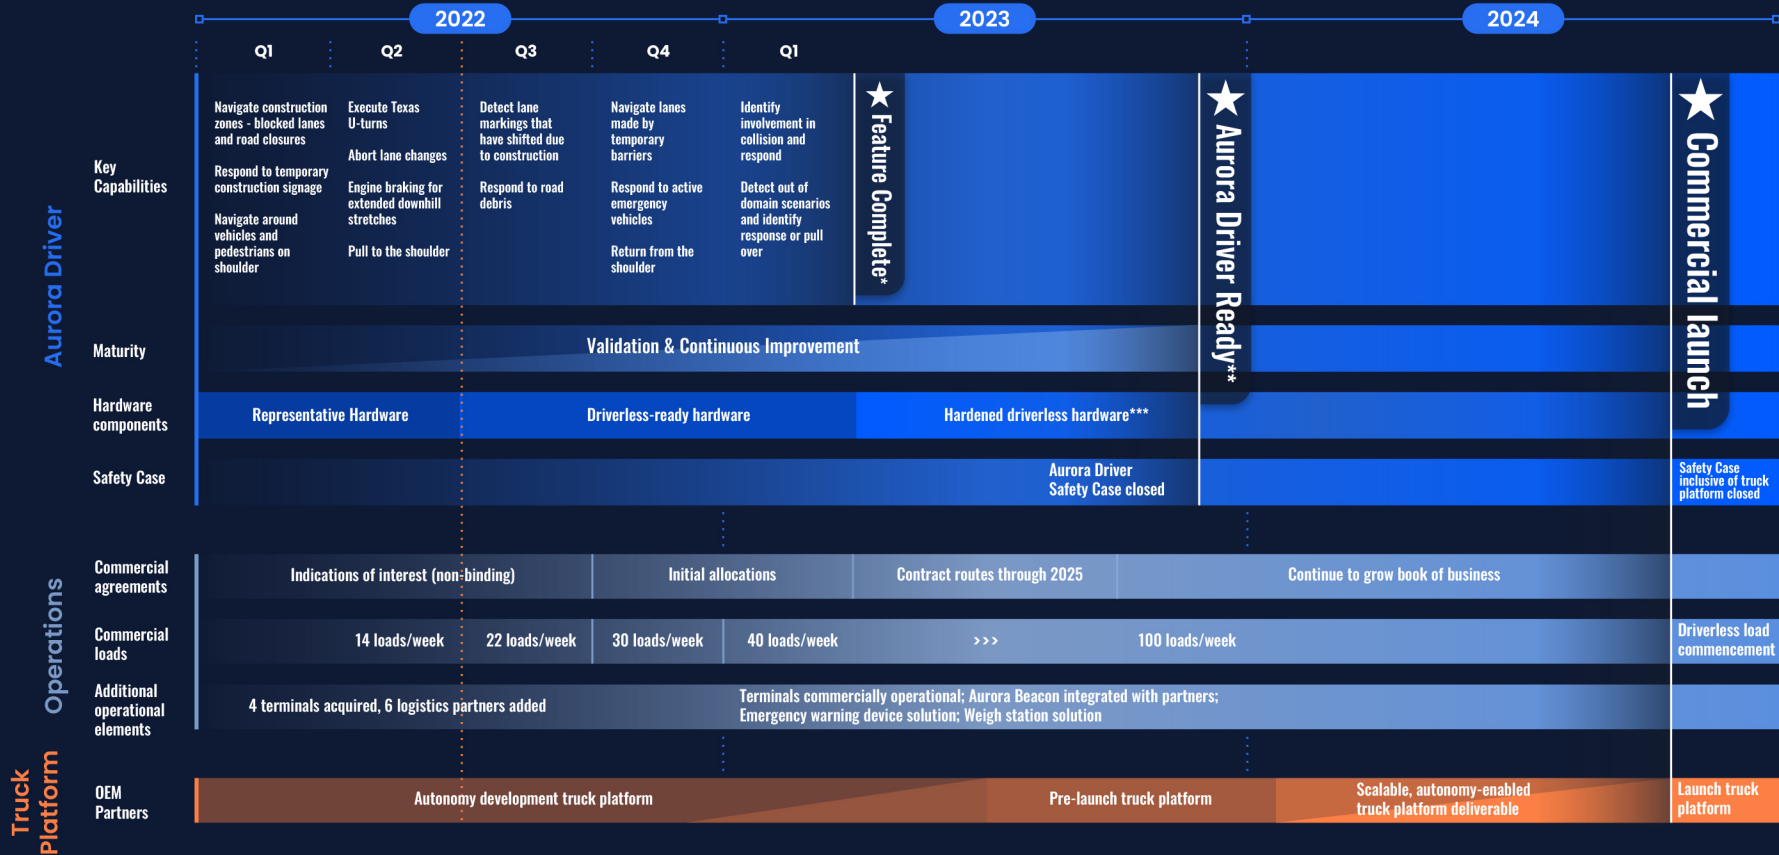 2022
2023
2024
Q1
Q2
Q3
Q4
Q1
Aurora Driver
Key
Capabilities
Navigate construction
zones - blocked lanes
and road closures
Respond to temporary
construction signage
Navigate around
vehicles and
pedestrians on
shoulder
Execute Texas
U-turns
Abort lane changes
Engine braking for
extended downhill
stretches
Pull to the shoulder
Detect lane
markings that
have shifted due
to construction
Respond to road
debris
Navigate lanes
made by
temporary
barriers
Respond to active
emergency
vehicles
Return from the
shoulder
Identify
involvement in
collision and
respond
Detect out of
domain scenarios
and identify
response or pull
over
Feature Complete*
Aurora Driver Ready**
Commercial launch
Maturity
Validation & Continuous Improvement
Hardware
components
Representative Hardware
Driverless-ready hardware
Hardened driverless hardware***
Safety Case
Aurora Driver
Safety Case closed
Safety Case
inclusive of truck
platform closed
Operations
Commercial
agreements
Indications of interest (non-binding)
Initial allocations
Contract routes through 2025
Continue to grow book of business
Commercial
loads
14 loads/week
22 loads/week
30 loads/week
40 loads/week
>>>
100 loads/week
Driverless load
commencement
Additional
operational
elements
4 terminals acquired, 6 logistics partners added
Terminals commercially operational; Aurora Beacon integrated with partners;
Emergency warning device solution; Weigh station solution
Truck
Platform
OEM
Partners
Autonomy development truck platform
Pre-launch truck platform
Scalable, autonomy-enabled
truck platform deliverable
Launch truck
platform